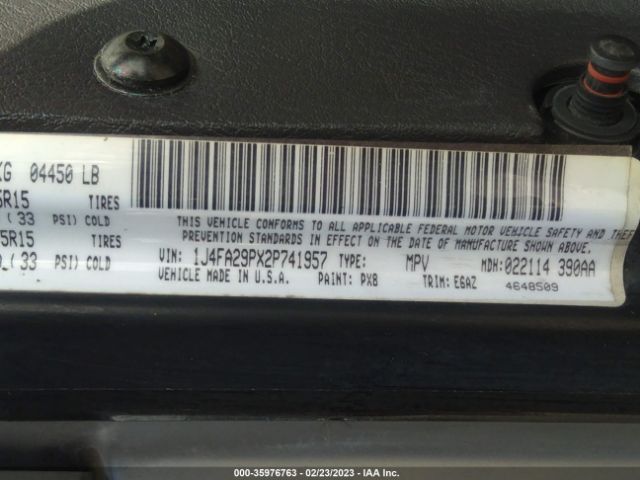 KG 04450 LB
5R15 TIRES
( 33 PSI) COLD
5R15 TIRES
( 33 PSI) COLD
THIS VEHICLE CONFORMS TO ALL APPLICABLE FEDERAL MOTOR VEHICLE SAFETY AND THEFT
PREVENTION STANDARDS IN EFFECT ON THE DATE OF MANUFACTURE SHOWN ABOVE.
VIN: 1J4FA29PX2P741957 TYPE: MPV MDH:022114 390AA
VEHICLE MADE IN U.S.A. PAINT: PXB TRIM: E6AZ 4648509
000-35976763 - 02/23/2023 - IAA Inc.